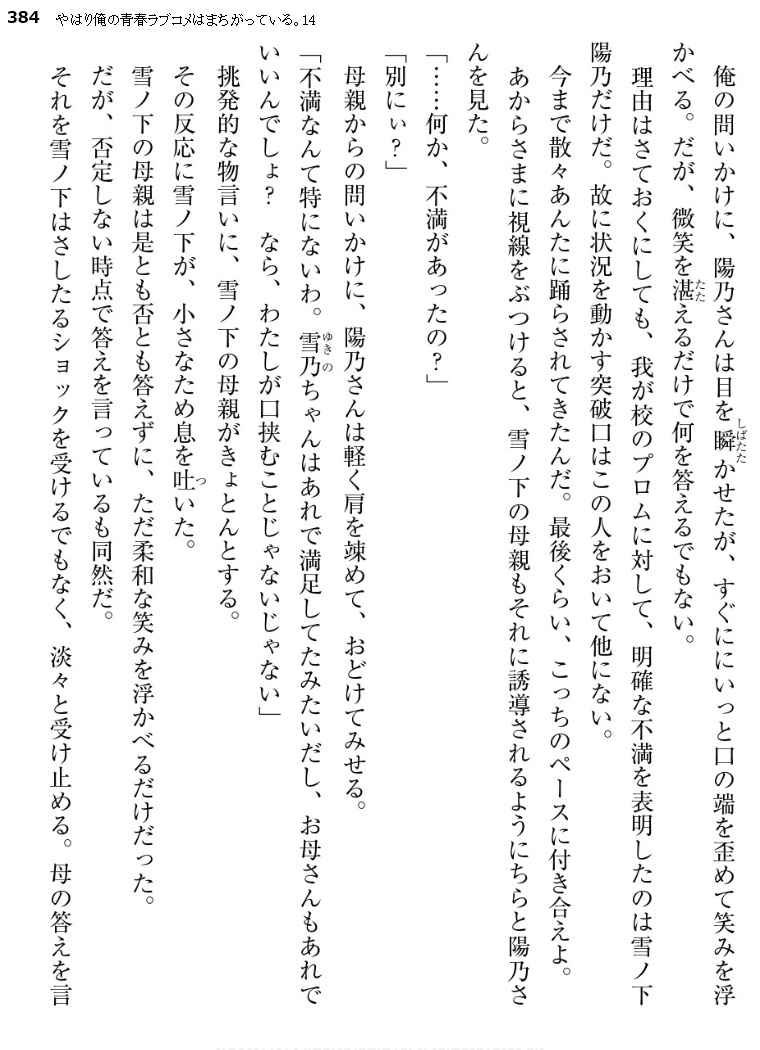 384 やはり俺の青春ラブコメはまちがっている。14
俺の問いかけに、陽乃さんは目を瞬かせたが、すぐににいっと口の端を歪めて笑みを浮
かべる。だが、微笑を湛えるだけで何を答えるでもない。
理由はさておくにしても、我が校のプロムに対して、明確な不満を表明したのは雪ノ下
陽乃だけだ。故に状況を動かす突破口はこの人をおいて他にない。
今まで散々あんたに踊らされてきたんだ。最後くらい、こっちのペースに付き合えよ。
あからさまに視線をぶつけると、雪ノ下の母親もそれに誘導されるようにちらと陽乃さ
んを見た。
「……何か、不満があったの？」
「別にぃ？」
母親からの問いかけに、陽乃さんは軽く肩を竦めて、おどけてみせる。
「不満なんて特にないわ。雪乃ちゃんはあれで満足してたみたいだし、お母さんもあれで
いいんでしょ？　なら、わたしが口挟むことじゃないじゃない」
挑発的な物言いに、雪ノ下の母親がきょとんとする。
その反応に雪ノ下が、小さなため息を吐いた。
雪ノ下の母親は是とも否とも答えずに、ただ柔和な笑みを浮かべるだけだった。
だが、否定しない時点で答えを言っているも同然だ。
それを雪ノ下はさしたるショックを受けるでもなく、淡々と受け止める。母の答えを言